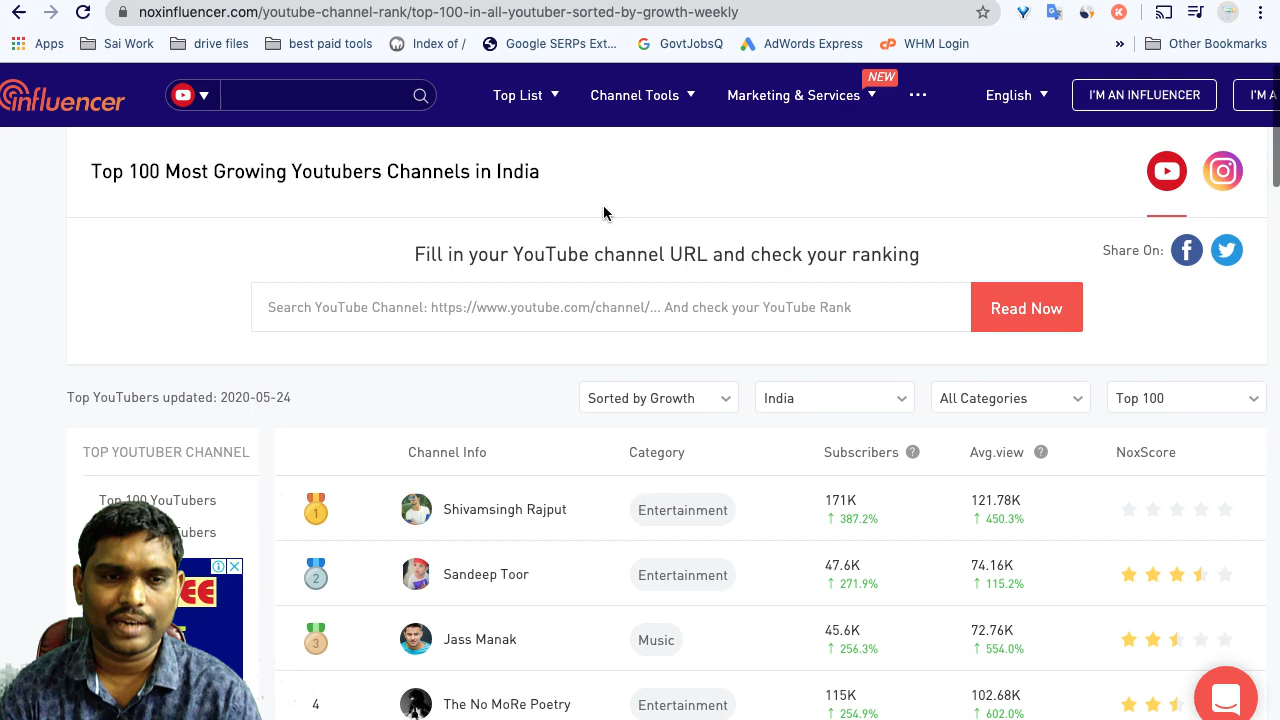 noxinfluencer.com/youtube-channel-rank/top-100-in-all-youtuber-sorted-by-growth-weekly
Apps Sai Work drive files best paid tools Index of / Google SERPs Ext... GovtJobsQ AdWords Express WHM Login » Other Bookmarks
influencer Top List Channel Tools Marketing & Services NEW ... English I'M AN INFLUENCER I'M A
Top 100 Most Growing Youtubers Channels in India
Fill in your YouTube channel URL and check your ranking
Share On:
Search YouTube Channel: https://www.youtube.com/channel/... And check your YouTube Rank Read Now
Top YouTubers updated: 2020-05-24 Sorted by Growth India All Categories Top 100
TOP YOUTUBER CHANNEL
Top 100 YouTubers
Channel Info Category Subscribers ? Avg.view ? NoxScore
1 Shivamsingh Rajput Entertainment 171K 121.78K
↑ 387.2% ↑ 450.3%
2 Sandeep Toor Entertainment 47.6K 74.16K
↑ 271.9% ↑ 115.2%
3 Jass Manak Music 45.6K 72.76K
↑ 256.3% ↑ 554.0%
4 The No MoRe Poetry Entertainment 115K 102.68K
↑ 254.9% ↑ 602.0%